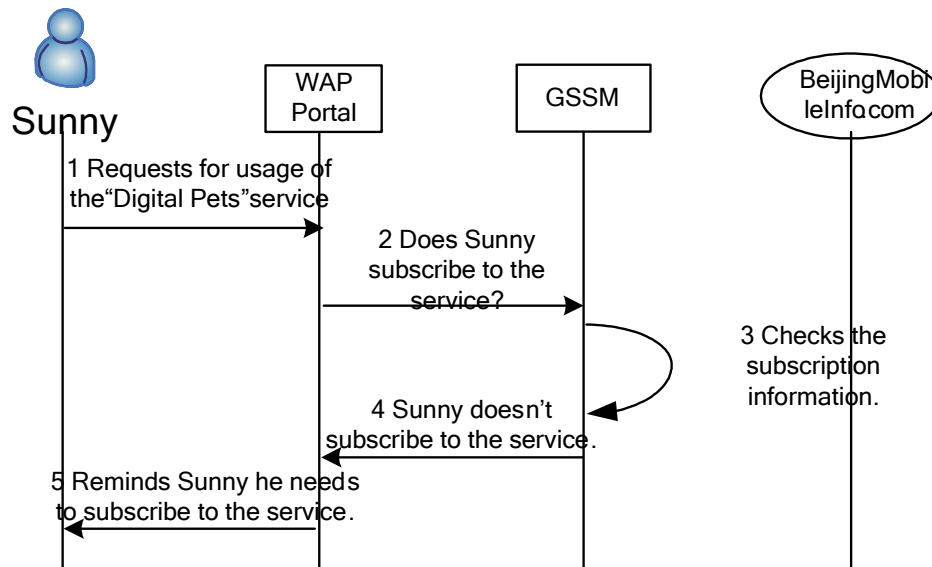 Sunny
WAP
Portal
GSSM
BeijingMobi
leInfo.com
1 Requests for usage of
the“Digital Pets”service
2 Does Sunny
subscribe to the
service?
3 Checks the
subscription
information.
4 Sunny doesn’t
subscribe to the service.
5 Reminds Sunny he needs
to subscribe to the service.